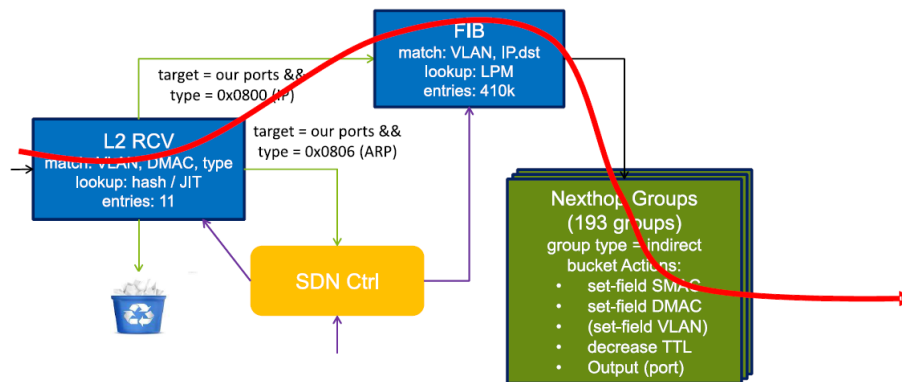 FIB
match: VLAN, IP.dst
lookup: LPM
entries: 410k
target = our ports &&
type = 0x0800 (IP)
target = our ports &&
type = 0x0806 (ARP)
L2 RCV
match: VLAN, DMAC, type
lookup: hash / JIT
entries: 11
SDN Ctrl
Nexthop Groups
(193 groups)
group type = indirect
bucket Actions:
• set-field SMAC
• set-field DMAC
• (set-field VLAN)
• decrease TTL
• Output (port)